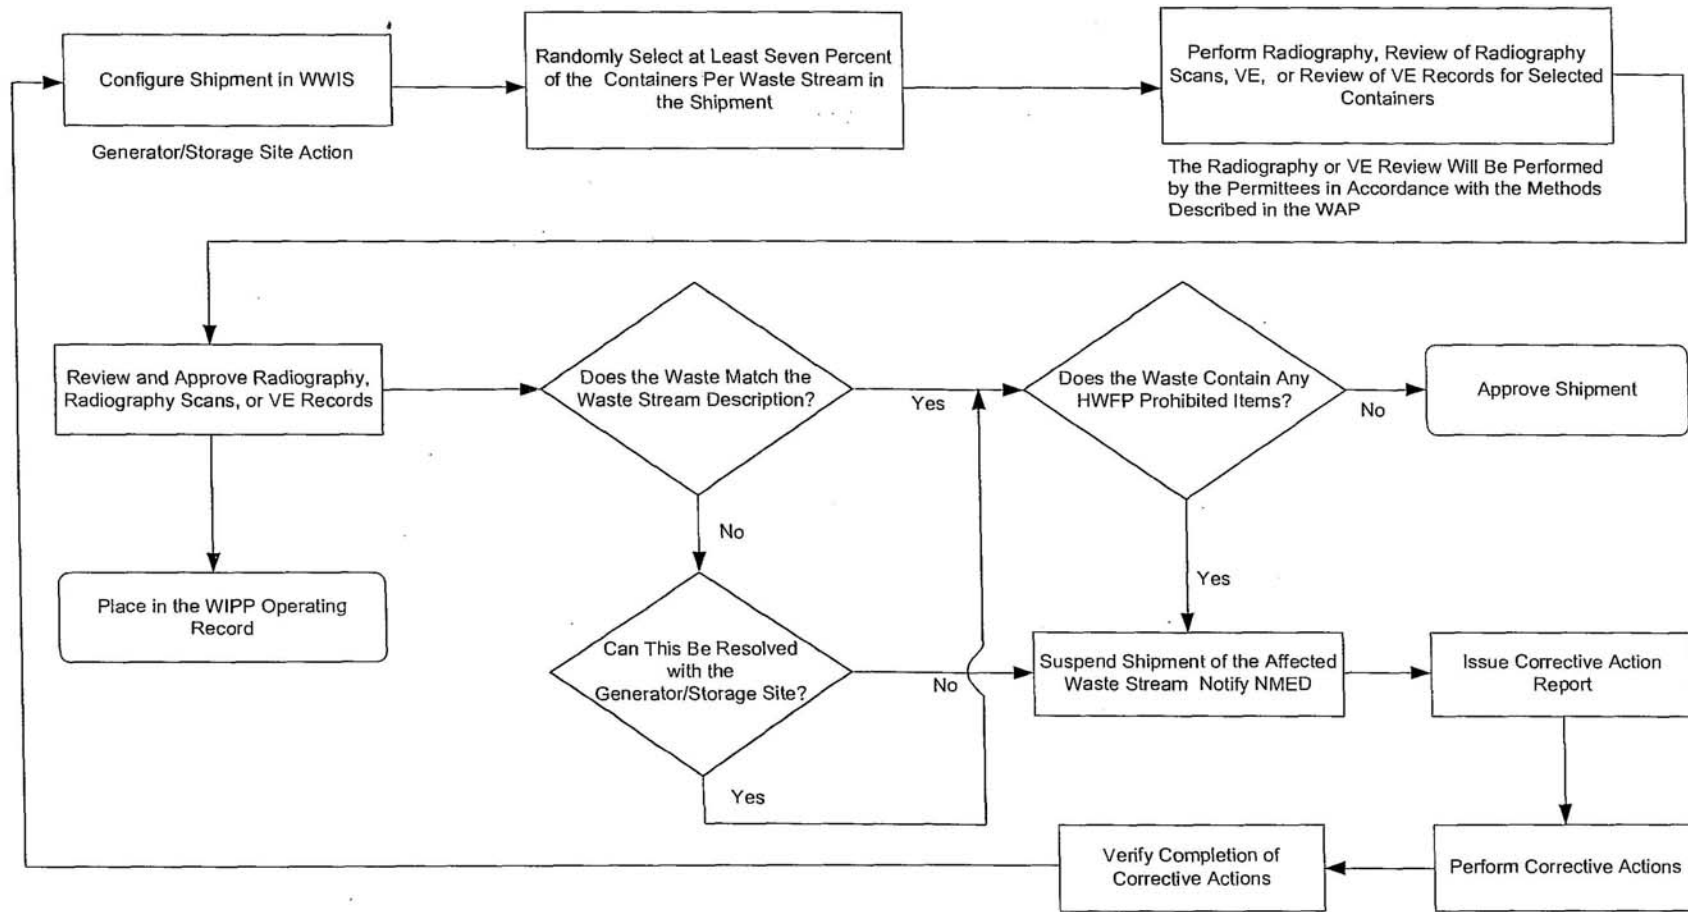 Configure Shipment in WWIS
Generator/Storage Site Action
Randomly Select at Least Seven Percent
of the Containers Per Waste Stream in
the Shipment
Perform Radiography, Review of Radiography
Scans, VE, or Review of VE Records for Selected
Containers
The Radiography or VE Review Will Be Performed
by the Permittees in Accordance with the Methods
Described in the WAP
Review and Approve Radiography,
Radiography Scans, or VE Records
Does the Waste Match the
Waste Stream Description?
Yes
Does the Waste Contain Any
HWFP Prohibited Items?
No
Approve Shipment
No
Yes
Place in the WIPP Operating
Record
Can This Be Resolved
with the
Generator/Storage Site?
No
Suspend Shipment of the Affected
Waste Stream Notify NMED
Issue Corrective Action
Report
Yes
Verify Completion of
Corrective Actions
Perform Corrective Actions